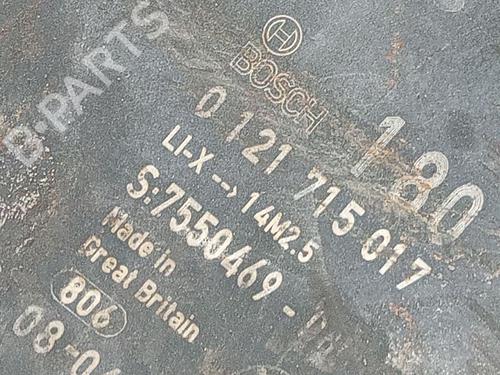 B-PARTS
BOSCH
180
0 121 715 017
LI-X --> 14M2.5
S:7550469-
Made in
Great Britain
806